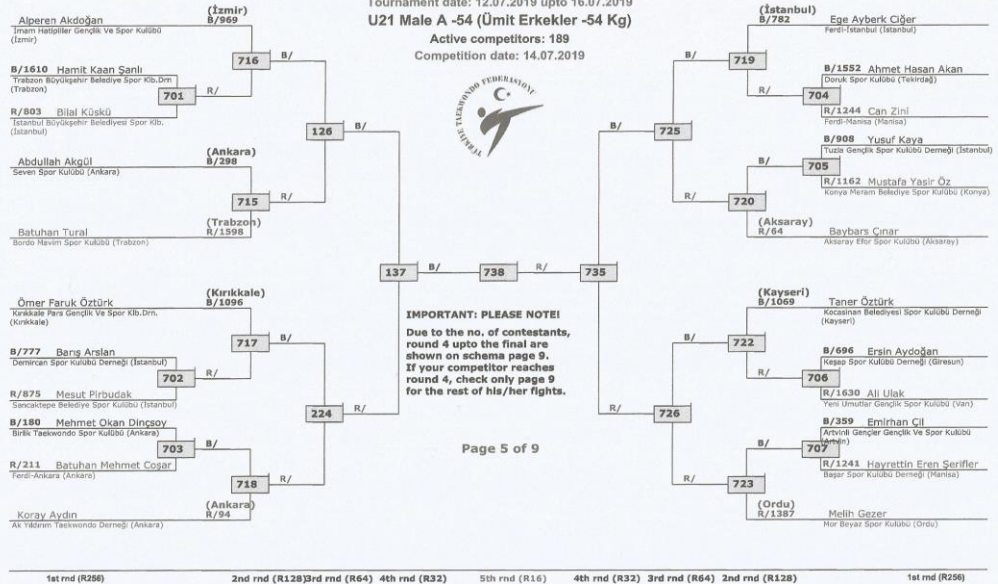 Tournament date: 12.07.2019 upto 16.07.2019
U21 Male A -54 (Ümit Erkekler -54 Kg)
Active competitors: 189
Competition date: 14.07.2019
TÜRKİYE TAEKWONDO FEDERASYONU
(İzmir)
Alperen Akdoğan B/969
İmam Hatipliler Gençlik Ve Spor Kulübü
(İzmir)
716 B/
B/1610 Hamit Kaan Şanlı
Trabzon Büyükşehir Belediye Spor Klb.Drn
(Trabzon)
701 R/
R/803 Bilal Küskü
İstanbul Büyükşehir Belediyesi Spor Klb.
(İstanbul)
126 B/
(Ankara)
Abdullah Akgül B/298
Seven Spor Kulübü (Ankara)
715 R/
(Trabzon)
Batuhan Tural R/1598
Bordo Mavim Spor Kulübü (Trabzon)
137 B/ 738 R/ 735
(Kırıkkale)
Ömer Faruk Öztürk B/1096
Kırıkkale Pars Gençlik Ve Spor Klb.Drn.
(Kırıkkale)
717 B/
B/777 Barış Arslan
Demircan Spor Kulübü Derneği (İstanbul)
702 R/
R/875 Mesut Pirbudak
Sancaktepe Belediye Spor Kulübü (İstanbul)
224 R/
B/180 Mehmet Okan Dinçsoy
Birlik Taekwondo Spor Kulübü (Ankara)
703 B/
R/211 Batuhan Mehmet Coşar
Ferdi-Ankara (Ankara)
718 R/
(Ankara)
Koray Aydın R/94
Ak Yıldırım Taekwondo Derneği (Ankara)
IMPORTANT: PLEASE NOTE!
Due to the no. of contestants,
round 4 upto the final are
shown on schema page 9.
If your competitor reaches
round 4, check only page 9
for the rest of his/her fights.
Page 5 of 9
(İstanbul)
B/782 Ege Ayberk Ciğer
Ferdi-İstanbul (İstanbul)
B/ 719
B/1552 Ahmet Hasan Akan
Doruk Spor Kulübü (Tekirdağ)
R/ 704
R/1244 Can Zini
Ferdi-Manisa (Manisa)
B/ 725
B/908 Yusuf Kaya
Tuzla Gençlik Spor Kulübü Derneği (İstanbul)
B/ 705
R/1162 Mustafa Yasir Öz
Konya Meram Belediye Spor Kulübü (Konya)
R/ 720
(Aksaray)
R/64 Baybars Çınar
Aksaray Efor Spor Kulübü (Aksaray)
(Kayseri)
B/1069 Taner Öztürk
Kocasinan Belediyesi Spor Kulübü Derneği
(Kayseri)
B/ 722
B/696 Ersin Aydoğan
Keşap Spor Kulübü Derneği (Giresun)
R/ 706
R/1630 Ali Ulak
Yeni Umutlar Gençlik Spor Kulübü (Van)
R/ 726
B/359 Emirhan Çil
Artvinli Gençler Gençlik Ve Spor Kulübü
(Artvin)
B/ 707
R/1241 Hayrettin Eren Şerifler
Başar Spor Kulübü Derneği (Manisa)
R/ 723
(Ordu)
R/1387 Melih Gezer
Mor Beyaz Spor Kulübü (Ordu)
1st rnd (R256) 2nd rnd (R128) 3rd rnd (R64) 4th rnd (R32) 5th rnd (R16) 4th rnd (R32) 3rd rnd (R64) 2nd rnd (R128) 1st rnd (R256)